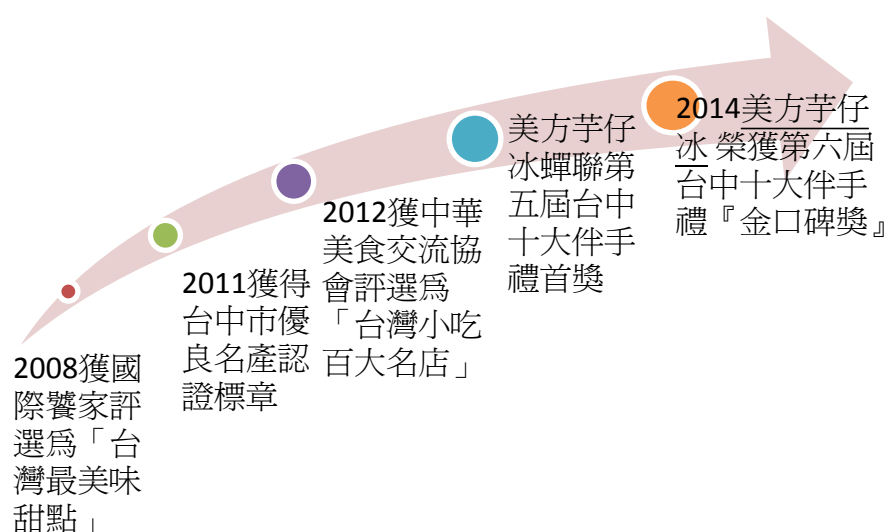 2008獲國
際饕家評
選為「台
灣最美味
甜點」
2011獲得
台中市優
良名產認
證標章
2012獲中華
美食交流協
會評選為
「台灣小吃
百大名店」
美方芋仔
冰蟬聯第
五屆台中
十大伴手
禮首獎
2014美方芋仔
冰 榮獲第六屆
台中十大伴手
禮『金口碑獎』